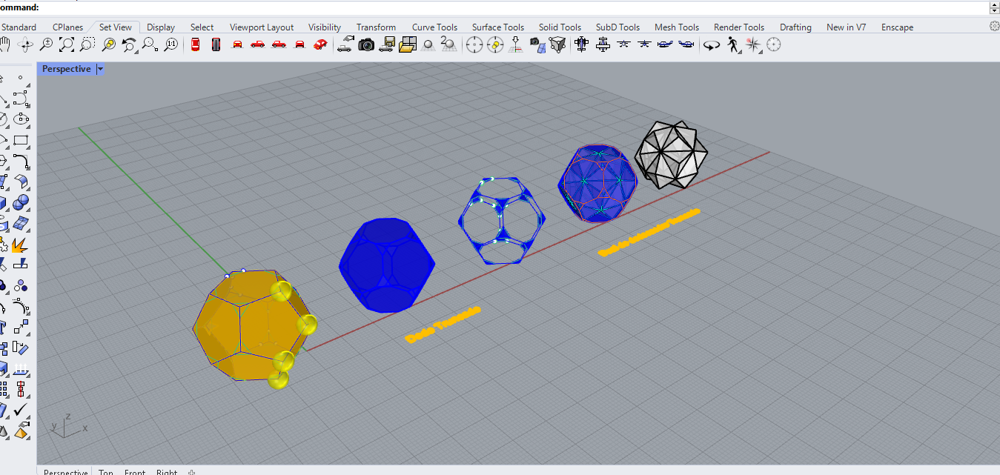 ommand:
Standard CPlanes Set View Display Select Viewport Layout Visibility Transform Curve Tools Surface Tools Solid Tools SubD Tools Mesh Tools Render Tools Drafting New in V7 Enscape
Perspective
z
y x
Perspective Top Front Right